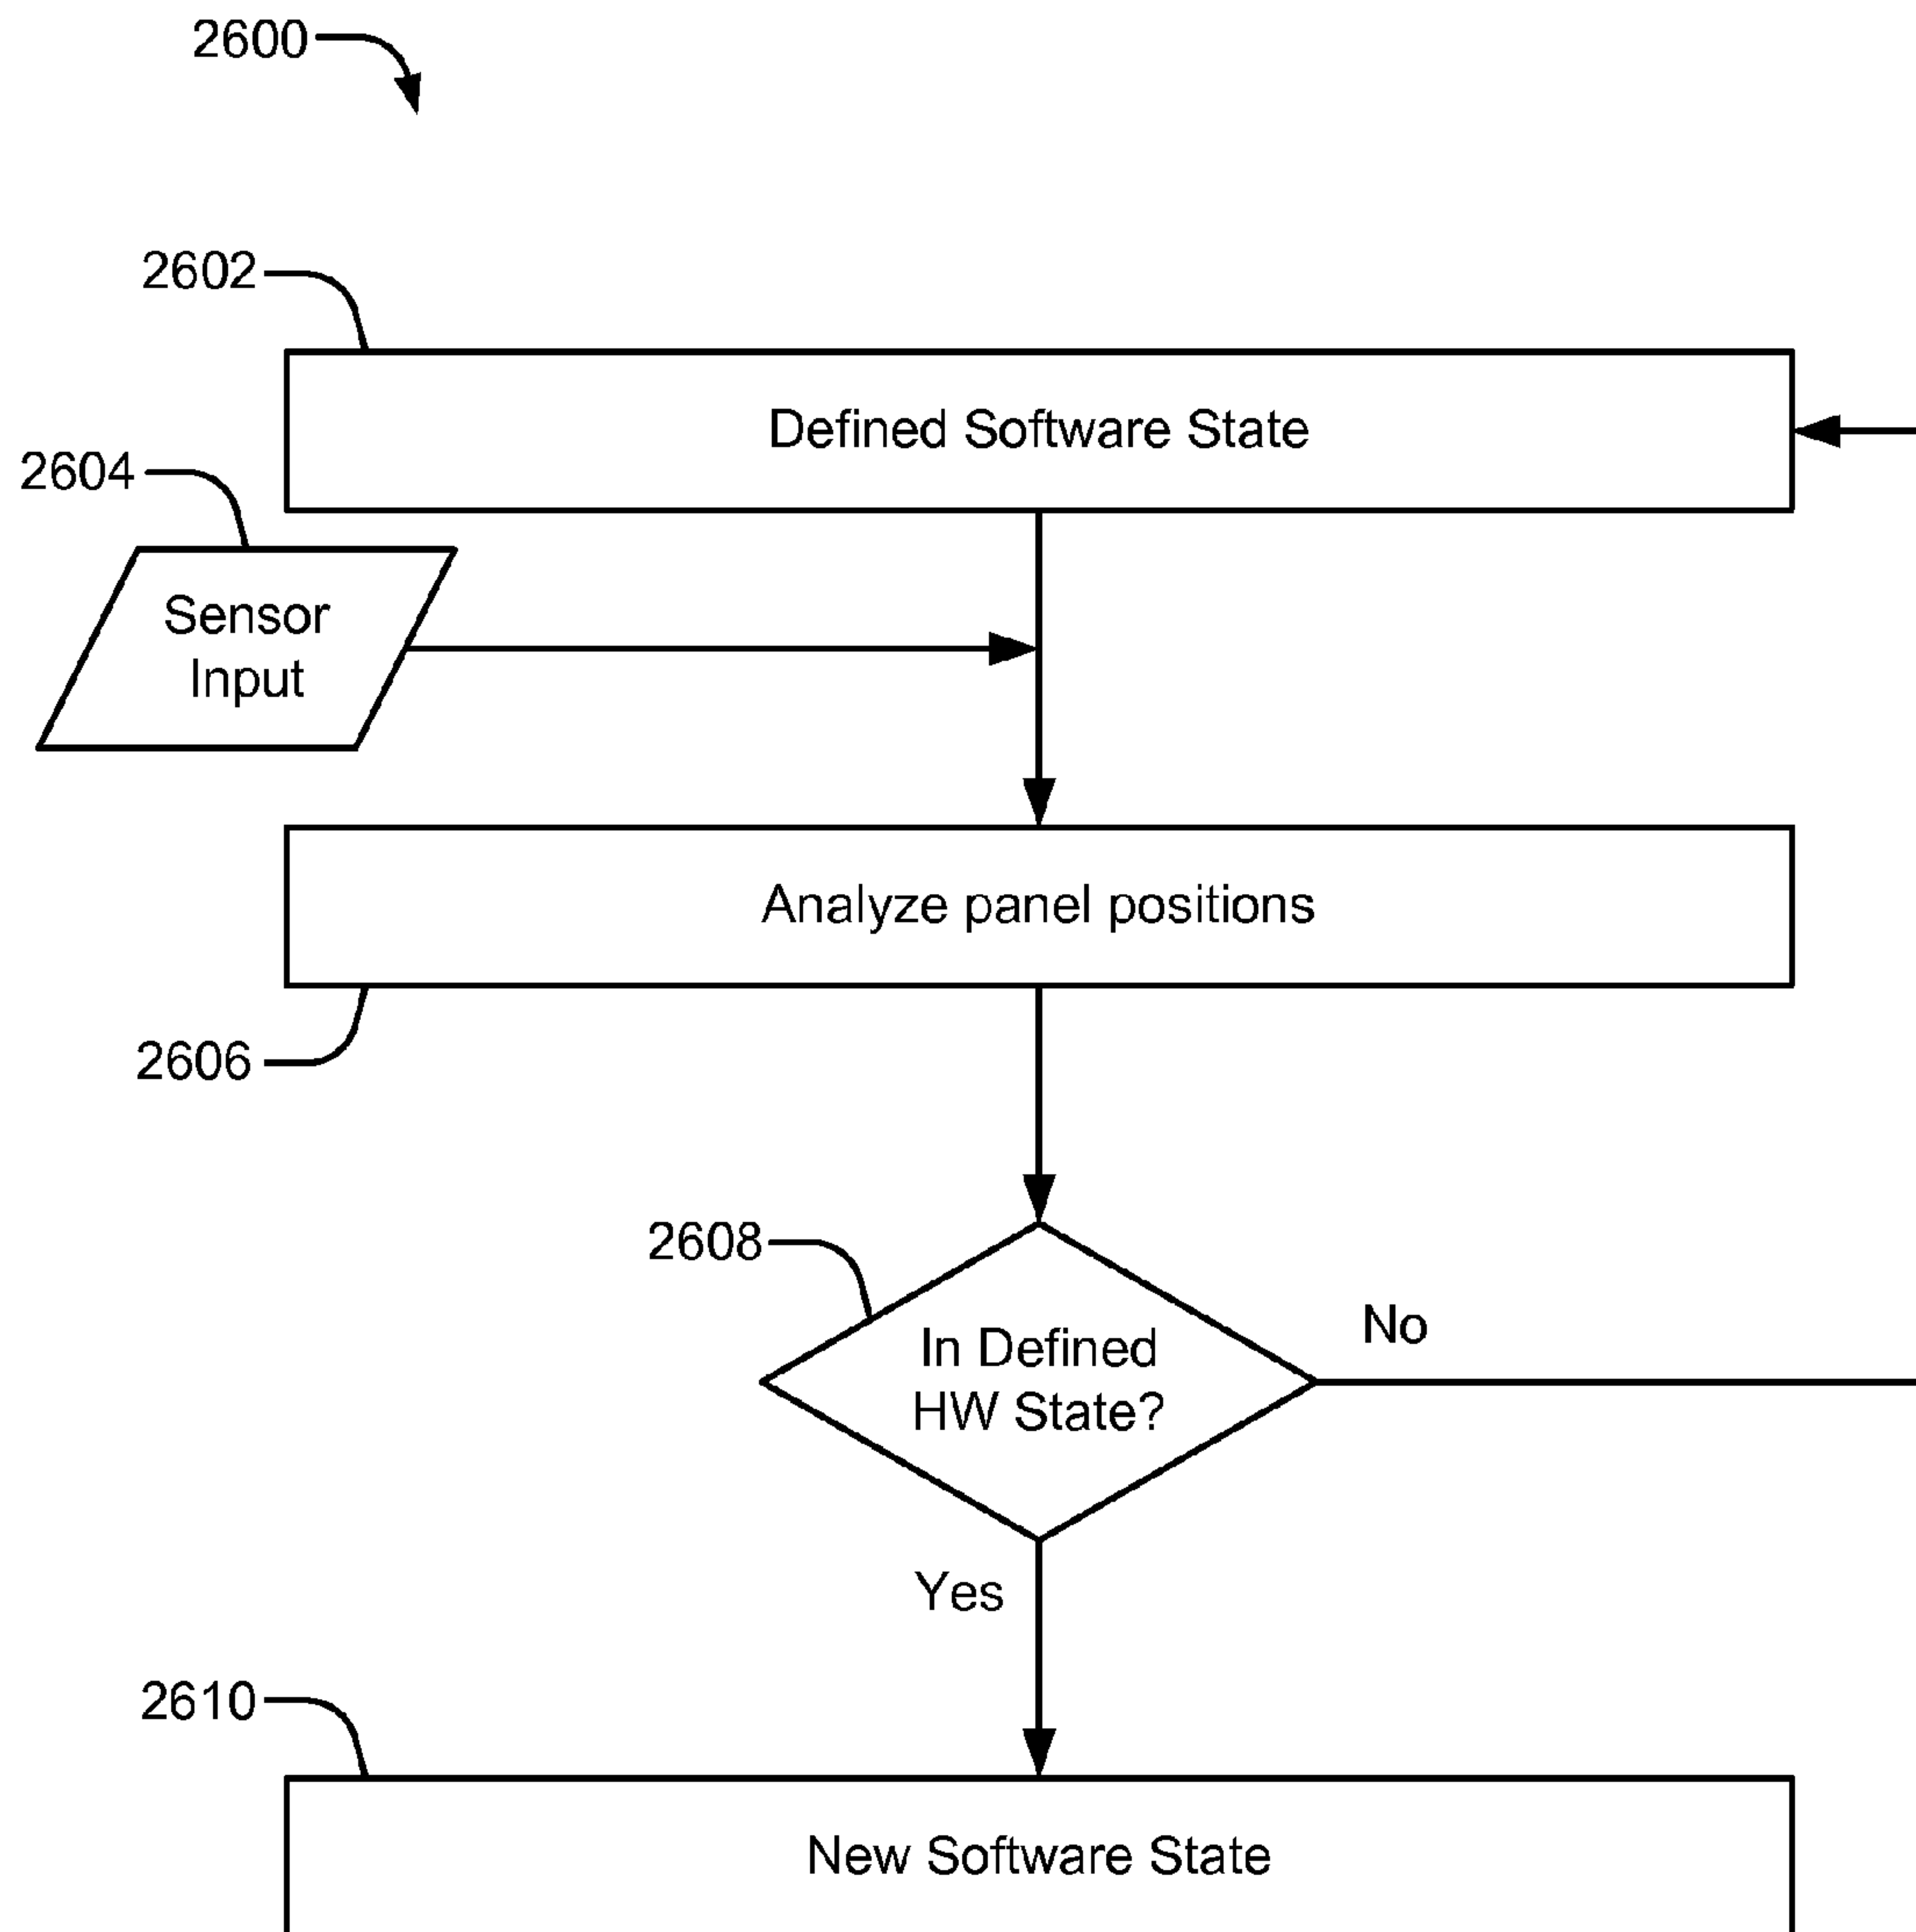 2600
2602
Defined Software State
2604
Sensor
Input
Analyze panel positions
2606
2608
In Defined
HW State?
No
Yes
2610
New Software State